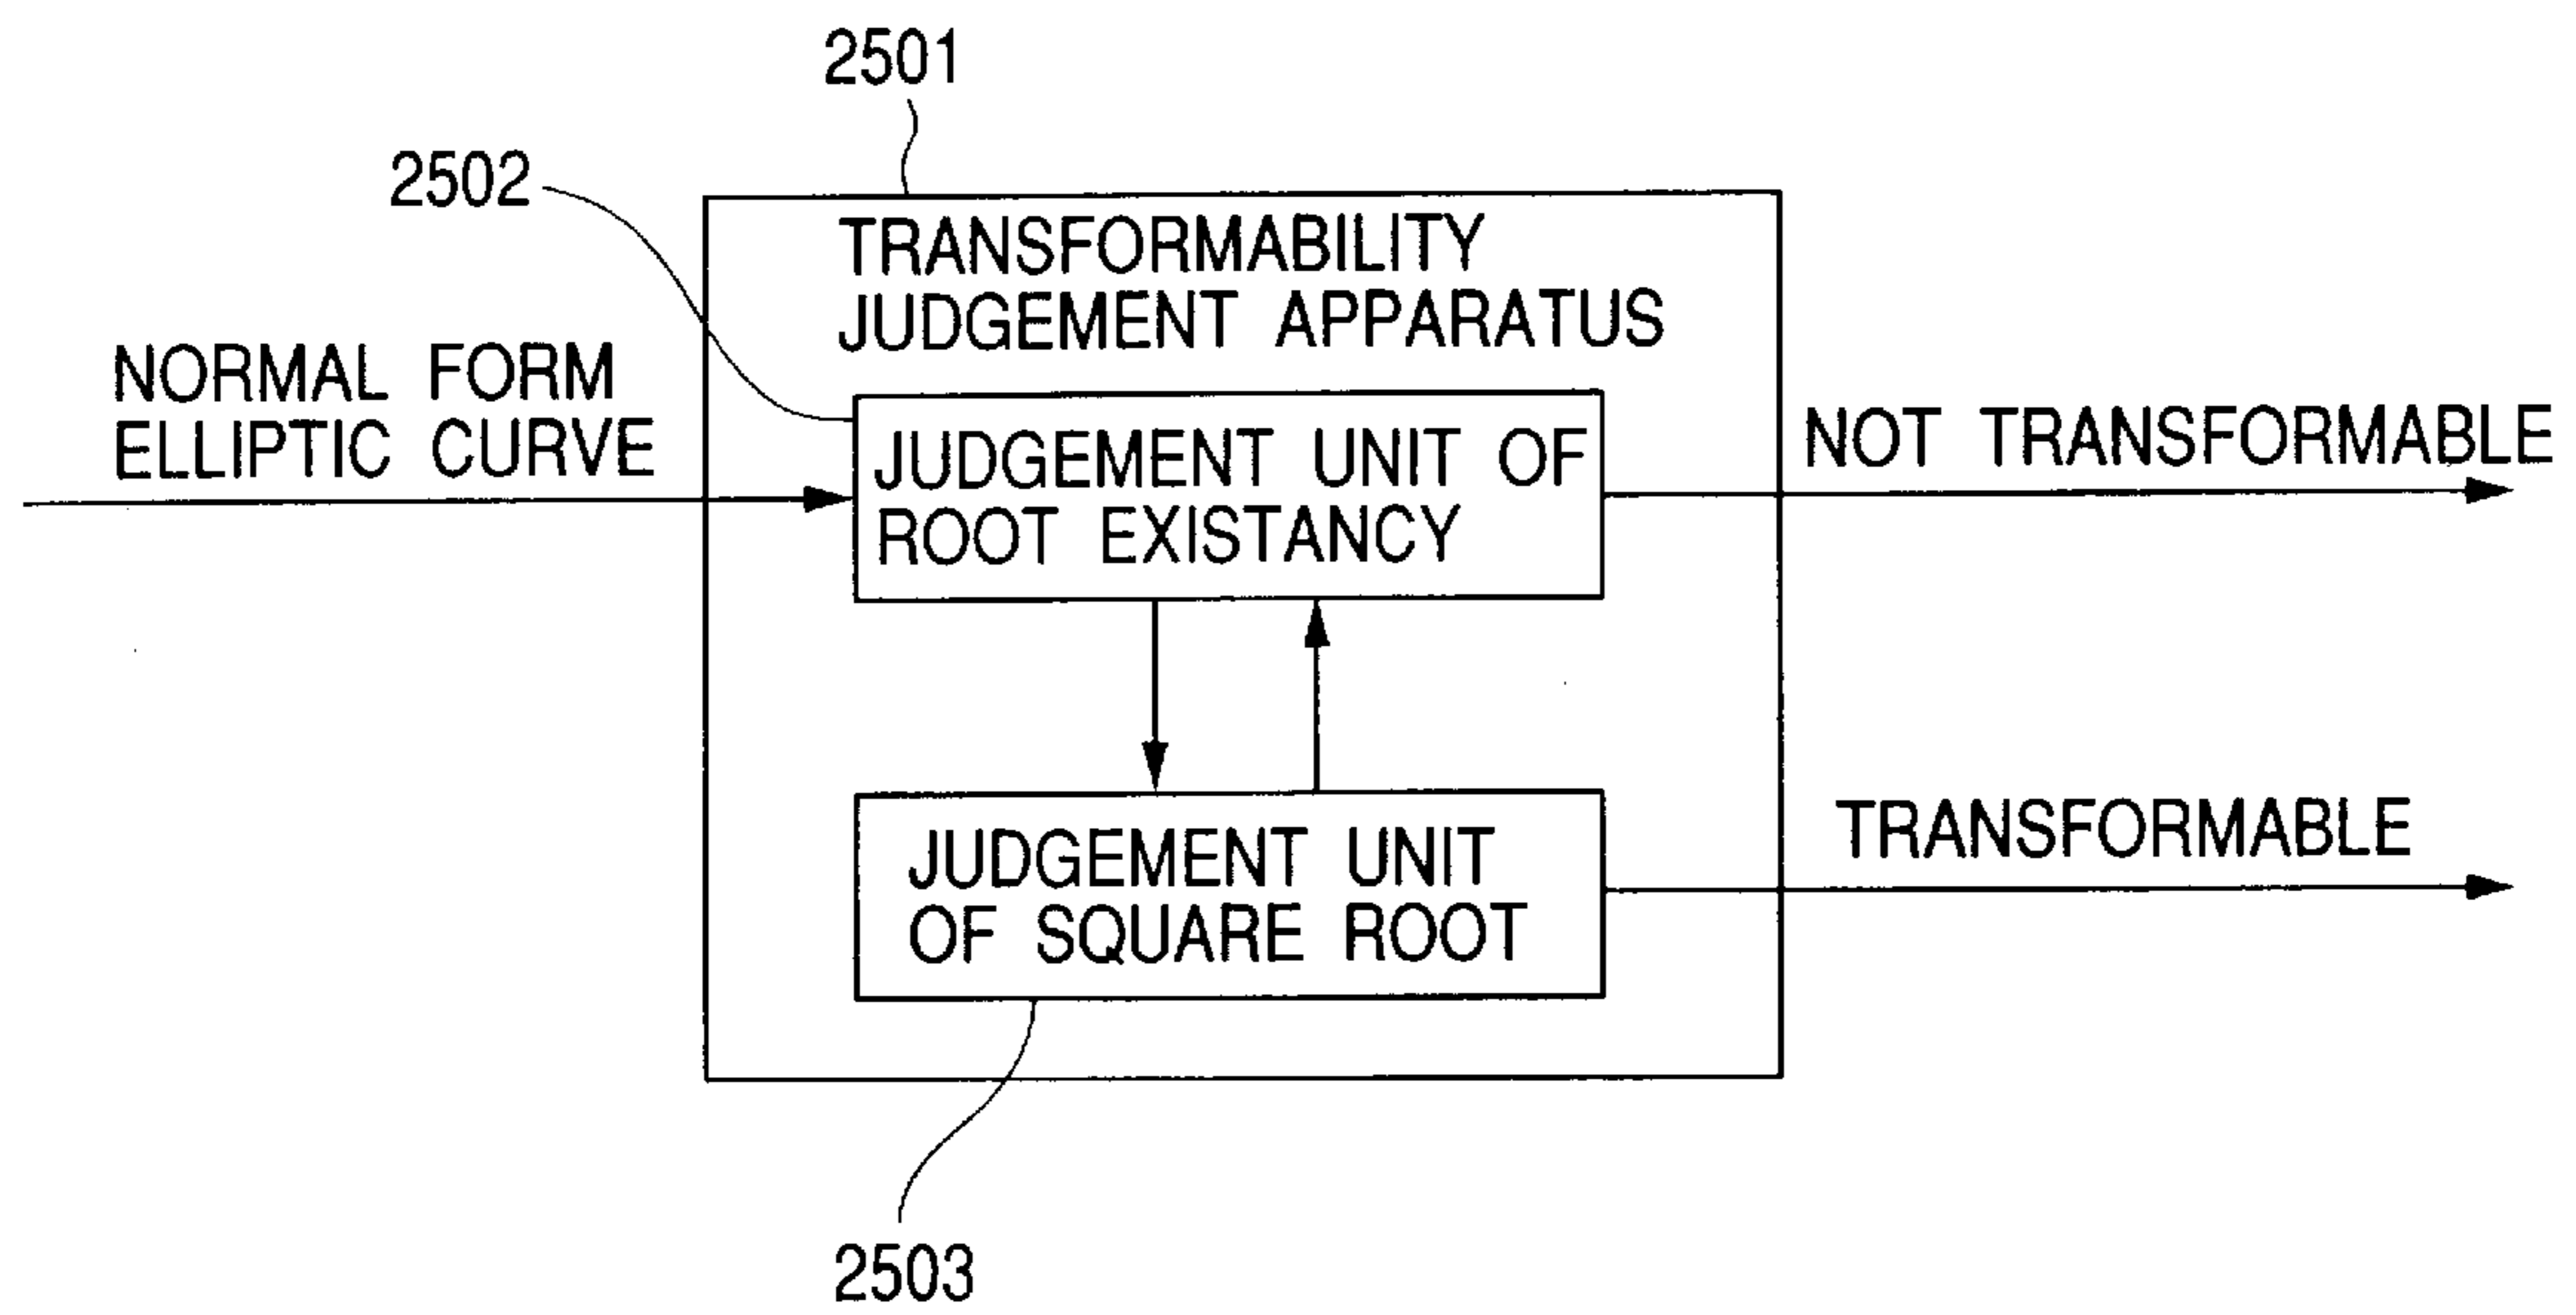 2501
2502
TRANSFORMABILITY
JUDGEMENT APPARATUS
NORMAL FORM
ELLIPTIC CURVE
JUDGEMENT UNIT OF
ROOT EXISTANCY
NOT TRANSFORMABLE
JUDGEMENT UNIT
OF SQUARE ROOT
TRANSFORMABLE
2503